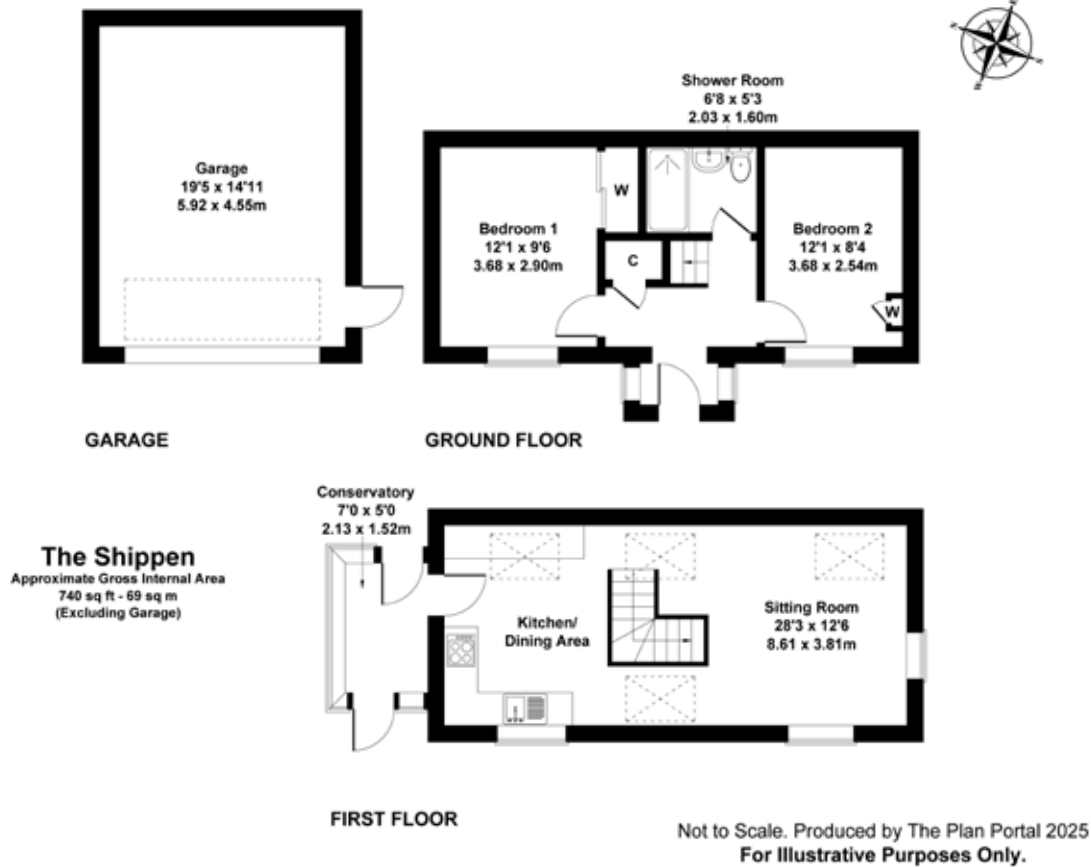 Garage
19'5 x 14'11
5.92 x 4.55m
GARAGE
N
Shower Room
6'8 x 5'3
2.03 x 1.60m
Bedroom 1
12'1 x 9'6
3.68 x 2.90m
W
C
Bedroom 2
12'1 x 8'4
3.68 x 2.54m
W
GROUND FLOOR
The Shippen
Approximate Gross Internal Area
740 sq ft - 69 sq m
(Excluding Garage)
Conservatory
7'0 x 5'0
2.13 x 1.52m
Kitchen/
Dining Area
Sitting Room
28'3 x 12'6
8.61 x 3.81m
FIRST FLOOR
Not to Scale. Produced by The Plan Portal 2025
For Illustrative Purposes Only.